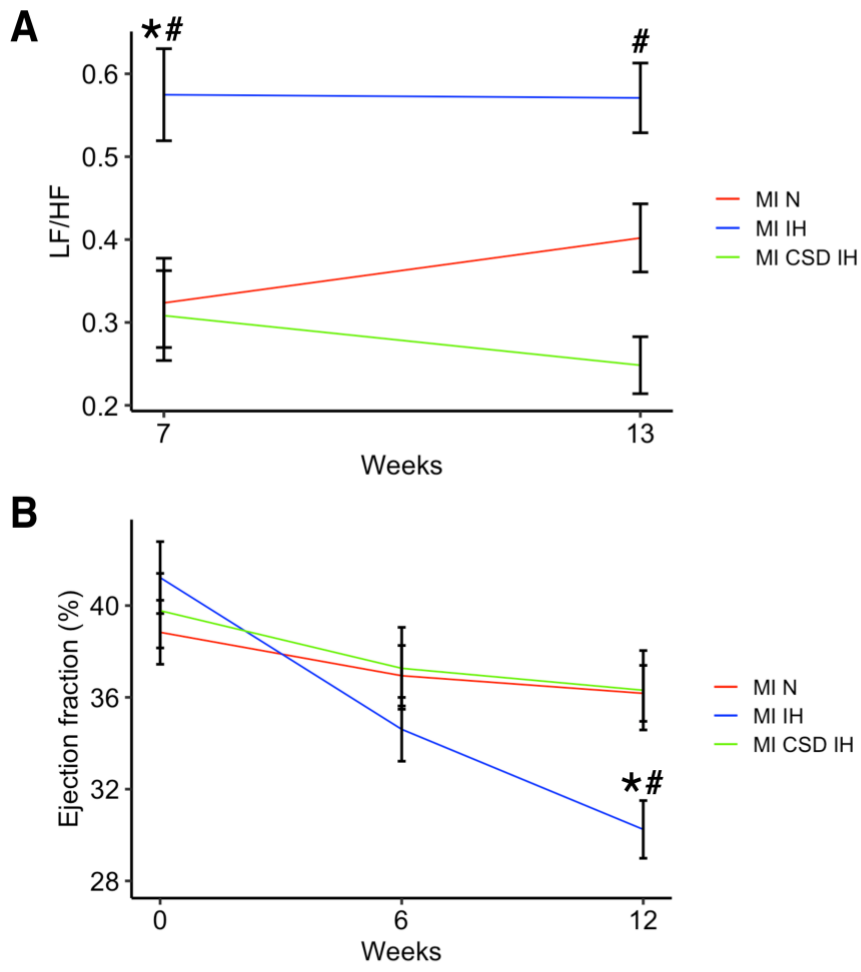 A
*#
#
0.6
0.5
0.4
0.3
0.2
LF/HF
7
13
Weeks
MI N
MI IH
MI CSD IH
B
40
36
32
28
Ejection fraction (%)
*#
0
6
12
Weeks
MI N
MI IH
MI CSD IH